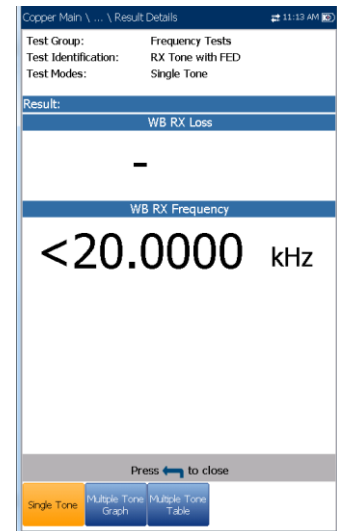 Copper Main \ ... \ Result Details 11:13 AM
Test Group: Frequency Tests
Test Identification: RX Tone with FED
Test Modes: Single Tone
Result:
WB RX Loss
-
WB RX Frequency
<20.0000 kHz
Press to close
Single Tone
Multiple Tone
Graph
Multiple Tone
Table